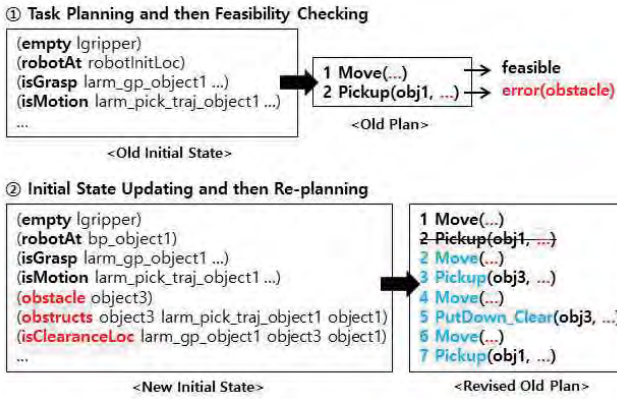 ① Task Planning and then Feasibility Checking
(empty lgripper)
(robotAt robotInitLoc)
(isGrasp larm_gp_object1 ...)
(isMotion larm_pick_traj_object1 ...)
...
<Old Initial State>
1 Move(...)
2 Pickup(obj1, ...)
<Old Plan>
feasible
error(obstacle)
② Initial State Updating and then Re-planning
(empty lgripper)
(robotAt bp_object1)
(isGrasp larm_gp_object1 ...)
(isMotion larm_pick_traj_object1 ...)
(obstacle object3)
(obstructs object3 larm_pick_traj_object1 object1)
(isClearanceLoc larm_gp_object1 object3 object1)
...
<New Initial State>
1 Move(...)
2 Pickup(obj1, ...)
2 Move(...)
3 Pickup(obj3, ...)
4 Move(...)
5 PutDown_Clear(obj3, ...)
6 Move(...)
7 Pickup(obj1, ...)
<Revised Old Plan>